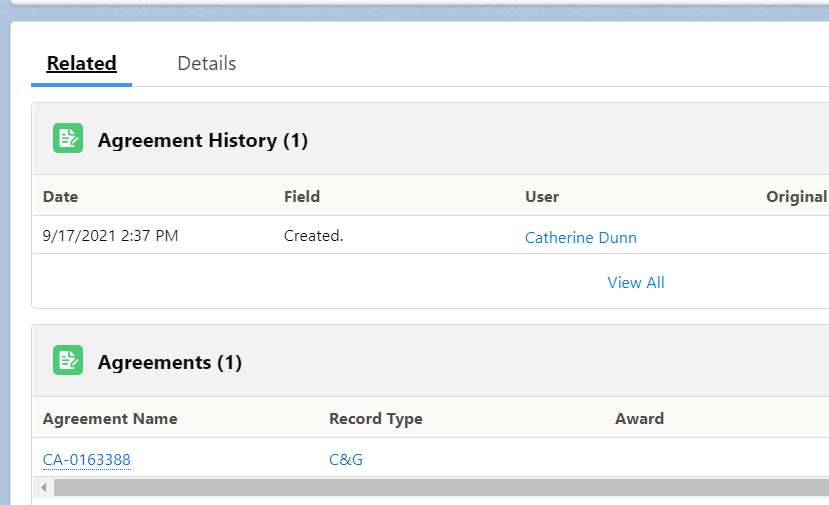 Related Details
Agreement History (1)
Date Field User Original
9/17/2021 2:37 PM Created. Catherine Dunn
View All
Agreements (1)
Agreement Name Record Type Award
CA-0163388 C&G